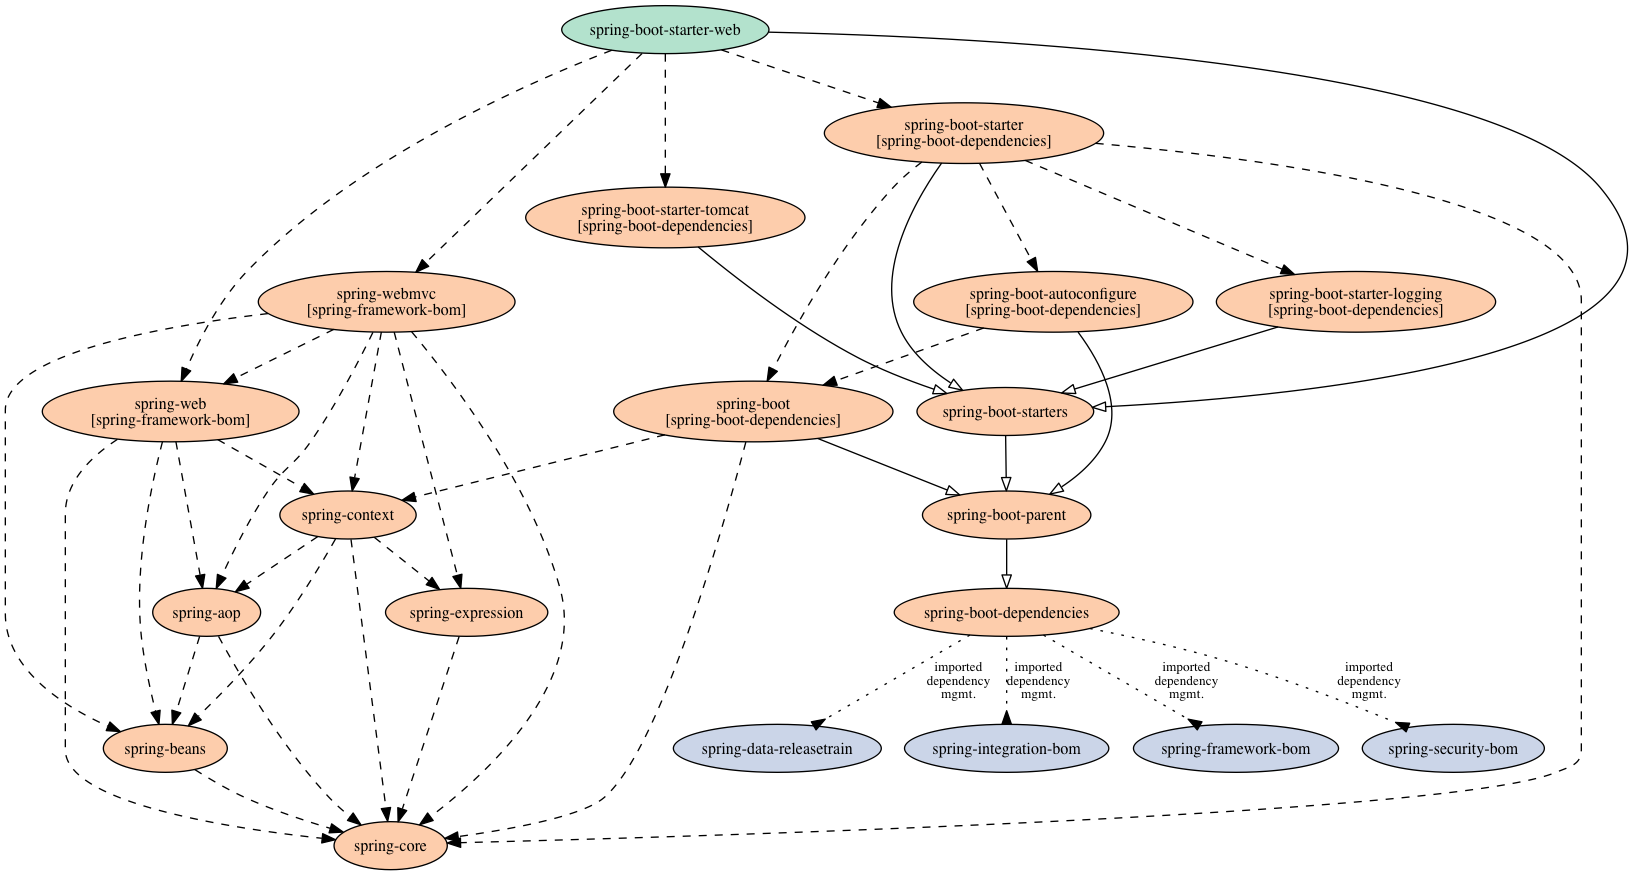 spring-boot-starter-web
spring-boot-starter
[spring-boot-dependencies]
spring-boot-starter-tomcat
[spring-boot-dependencies]
spring-webmvc
[spring-framework-bom]
spring-boot-autoconfigure
[spring-boot-dependencies]
spring-boot-starter-logging
[spring-boot-dependencies]
spring-web
[spring-framework-bom]
spring-boot
[spring-boot-dependencies]
spring-boot-starters
spring-context
spring-boot-parent
spring-aop
spring-expression
spring-boot-dependencies
imported
dependency
mgmt.
imported
dependency
mgmt.
imported
dependency
mgmt.
imported
dependency
mgmt.
spring-beans
spring-data-releasetrain
spring-integration-bom
spring-framework-bom
spring-security-bom
spring-core